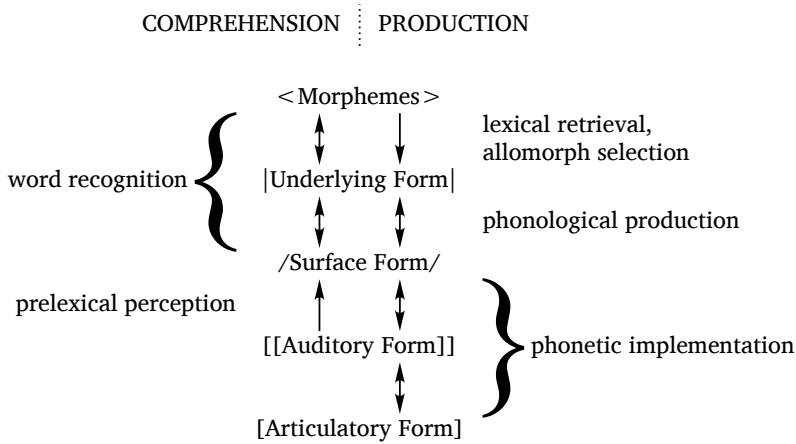 COMPREHENSION PRODUCTION
<Morphemes>
lexical retrieval,
allomorph selection
word recognition
|Underlying Form|
phonological production
/Surface Form/
prelexical perception
[[Auditory Form]]
phonetic implementation
[Articulatory Form]